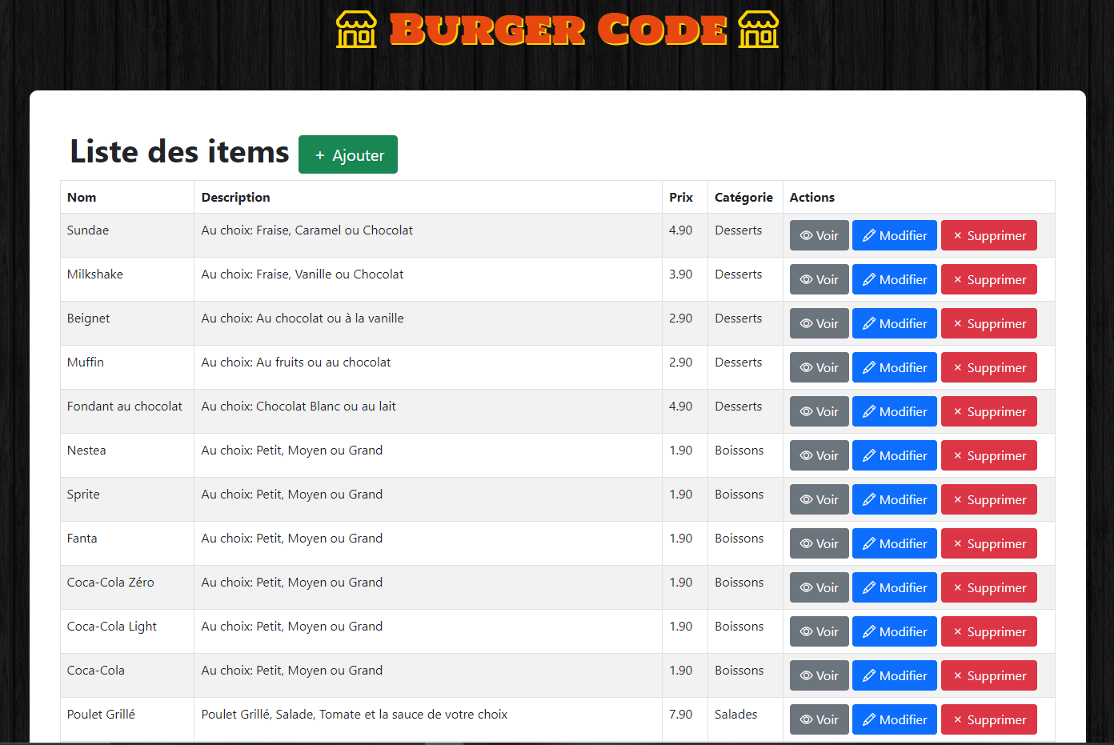 BURGER CODE
Liste des items + Ajouter
Nom Description Prix Catégorie Actions
Sundae Au choix: Fraise, Caramel ou Chocolat 4.90 Desserts Voir Modifier × Supprimer
Milkshake Au choix: Fraise, Vanille ou Chocolat 3.90 Desserts Voir Modifier × Supprimer
Beignet Au choix: Au chocolat ou à la vanille 2.90 Desserts Voir Modifier × Supprimer
Muffin Au choix: Au fruits ou au chocolat 2.90 Desserts Voir Modifier × Supprimer
Fondant au chocolat Au choix: Chocolat Blanc ou au lait 4.90 Desserts Voir Modifier × Supprimer
Nestea Au choix: Petit, Moyen ou Grand 1.90 Boissons Voir Modifier × Supprimer
Sprite Au choix: Petit, Moyen ou Grand 1.90 Boissons Voir Modifier × Supprimer
Fanta Au choix: Petit, Moyen ou Grand 1.90 Boissons Voir Modifier × Supprimer
Coca-Cola Zéro Au choix: Petit, Moyen ou Grand 1.90 Boissons Voir Modifier × Supprimer
Coca-Cola Light Au choix: Petit, Moyen ou Grand 1.90 Boissons Voir Modifier × Supprimer
Coca-Cola Au choix: Petit, Moyen ou Grand 1.90 Boissons Voir Modifier × Supprimer
Poulet Grillé Poulet Grillé, Salade, Tomate et la sauce de votre choix 7.90 Salades Voir Modifier × Supprimer